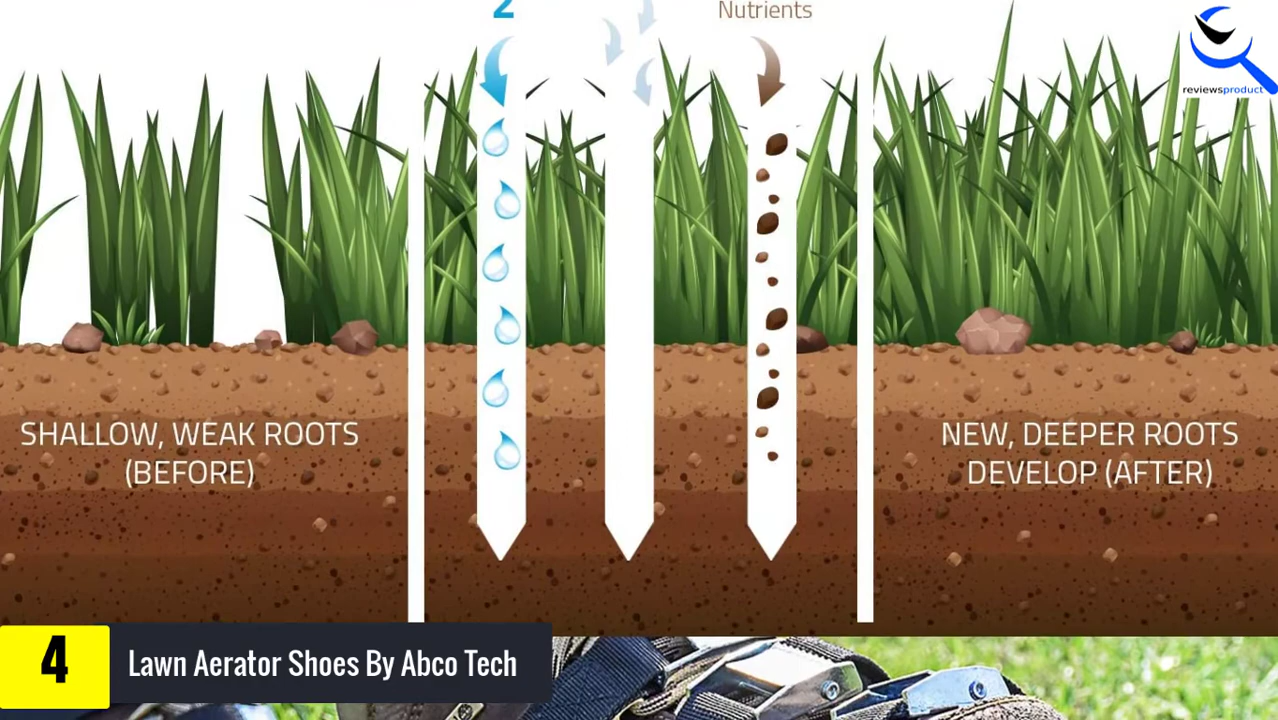 2
Nutrients
reviewsproduct
SHALLOW, WEAK ROOTS
(BEFORE)
NEW, DEEPER ROOTS
DEVELOP (AFTER)
4
Lawn Aerator Shoes By Abco Tech